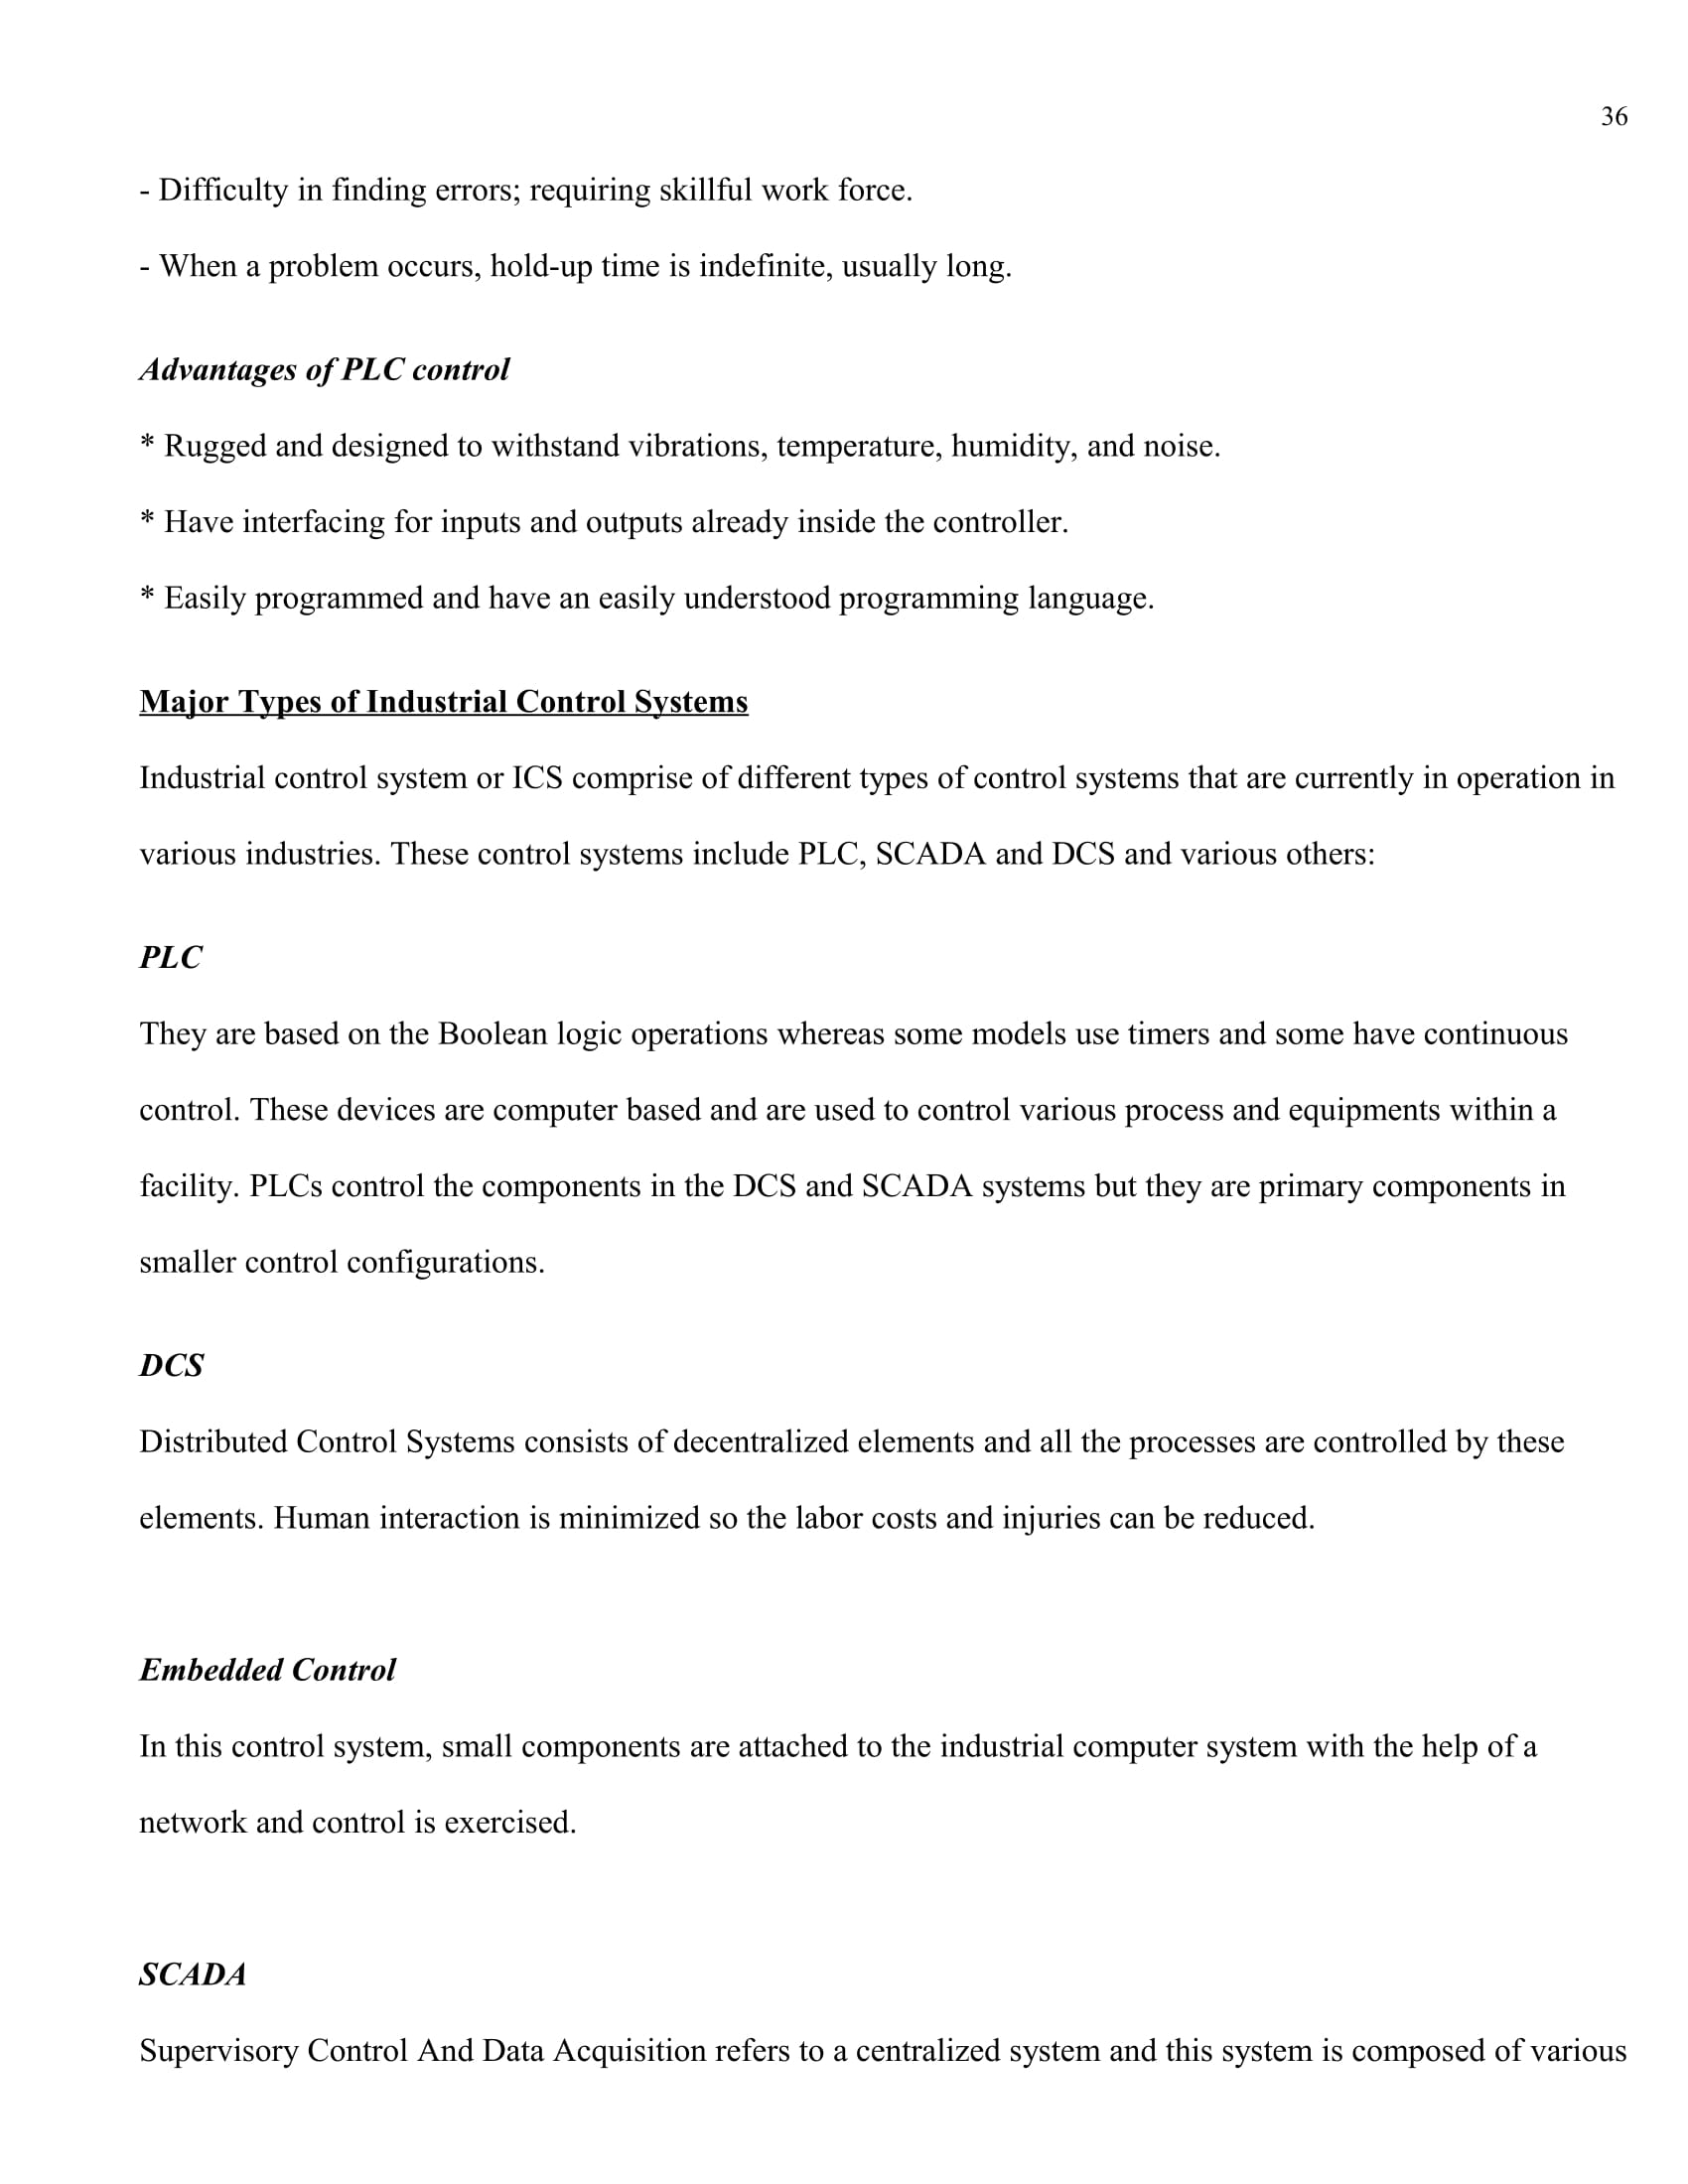 36
- Difficulty in finding errors; requiring skillful work force.
- When a problem occurs, hold-up time is indefinite, usually long.
Advantages of PLC control
* Rugged and designed to withstand vibrations, temperature, humidity, and noise.
* Have interfacing for inputs and outputs already inside the controller.
* Easily programmed and have an easily understood programming language.
Major Types of Industrial Control Systems
Industrial control system or ICS comprise of different types of control systems that are currently in operation in
various industries. These control systems include PLC, SCADA and DCS and various others:
PLC
They are based on the Boolean logic operations whereas some models use timers and some have continuous
control. These devices are computer based and are used to control various process and equipments within a
facility. PLCs control the components in the DCS and SCADA systems but they are primary components in
smaller control configurations.
DCS
Distributed Control Systems consists of decentralized elements and all the processes are controlled by these
elements. Human interaction is minimized so the labor costs and injuries can be reduced.
Embedded Control
In this control system, small components are attached to the industrial computer system with the help of a
network and control is exercised.
SCADA
Supervisory Control And Data Acquisition refers to a centralized system and this system is composed of various